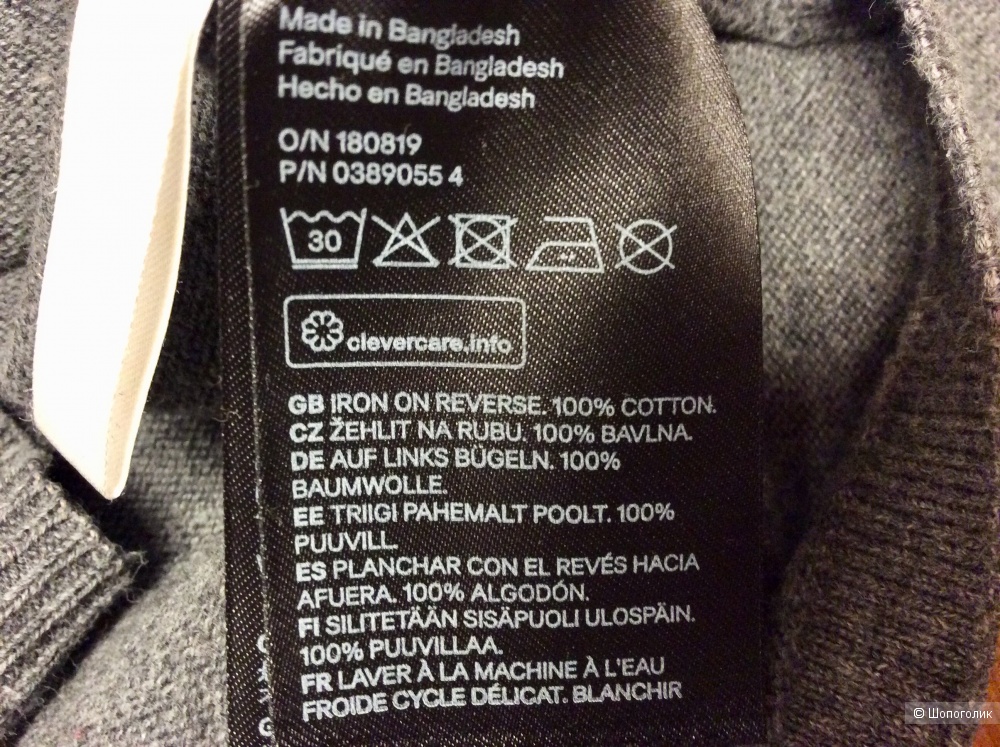 Made in Bangladesh
Fabriqué en Bangladesh
Hecho en Bangladesh
O/N 180819
P/N 0389055 4
30
clevercare.info
GB IRON ON REVERSE. 100% COTTON.
CZ ŽEHLIT NA RUBU. 100% BAVLNA.
DE AUF LINKS BÜGELN. 100%
BAUMWOLLE.
EE TRIIGI PAHEMALT POOLT. 100%
PUUVILL.
ES PLANCHAR CON EL REVÉS HACIA
AFUERA. 100% ALGODÓN.
FI SILITETÄÄN SISÄPUOLI ULOSPÄIN.
100% PUUVILLAA.
FR LAVER À LA MACHINE À L'EAU
FROIDE CYCLE DÉLICAT. BLANCHIR
© Шопоголик